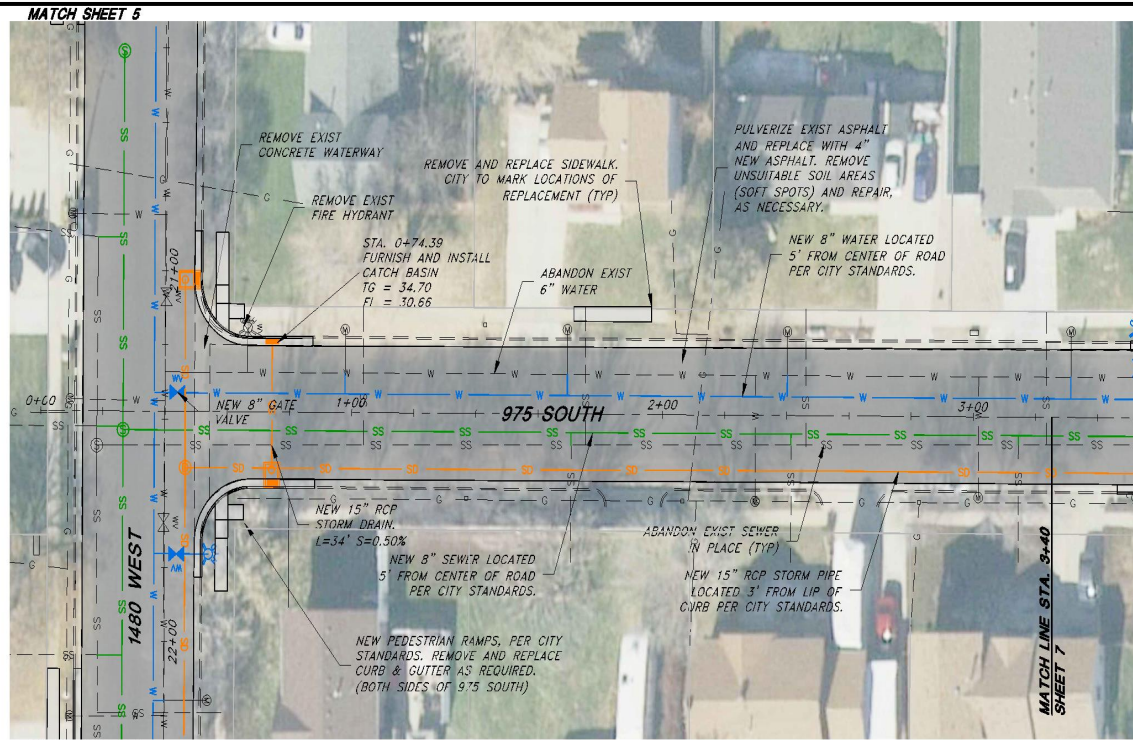 MATCH SHEET 5
REMOVE EXIST
CONCRETE WATERWAY
REMOVE EXIST
FIRE HYDRANT
STA. 0+74.39
FURNISH AND INSTALL
CATCH BASIN
TG = 34.70
FL = 30.66
REMOVE AND REPLACE SIDEWALK.
CITY TO MARK LOCATIONS OF
REPLACEMENT (TYP)
ABANDON EXIST
6" WATER
PULVERIZE EXIST ASPHALT
AND REPLACE WITH 4"
NEW ASPHALT. REMOVE
UNSUITABLE SOIL AREAS
(SOFT SPOTS) AND REPAIR,
AS NECESSARY.
NEW 8" WATER LOCATED
5' FROM CENTER OF ROAD
PER CITY STANDARDS.
21+00
0+00
NEW 8" GATE
VALVE
1+00
975 SOUTH
2+00
3+00
NEW 15" RCP
STORM DRAIN.
L=34' S=0.50%
NEW 8" SEWER LOCATED
5' FROM CENTER OF ROAD
PER CITY STANDARDS.
ABANDON EXIST SEWER
IN PLACE (TYP)
NEW 15" RCP STORM PIPE
LOCATED 3' FROM LIP OF
CURB PER CITY STANDARDS.
NEW PEDESTRIAN RAMPS, PER CITY
STANDARDS. REMOVE AND REPLACE
CURB & GUTTER AS REQUIRED.
(BOTH SIDES OF 975 SOUTH)
1480 WEST
22+00
MATCH LINE STA. 3+40
SHEET 7